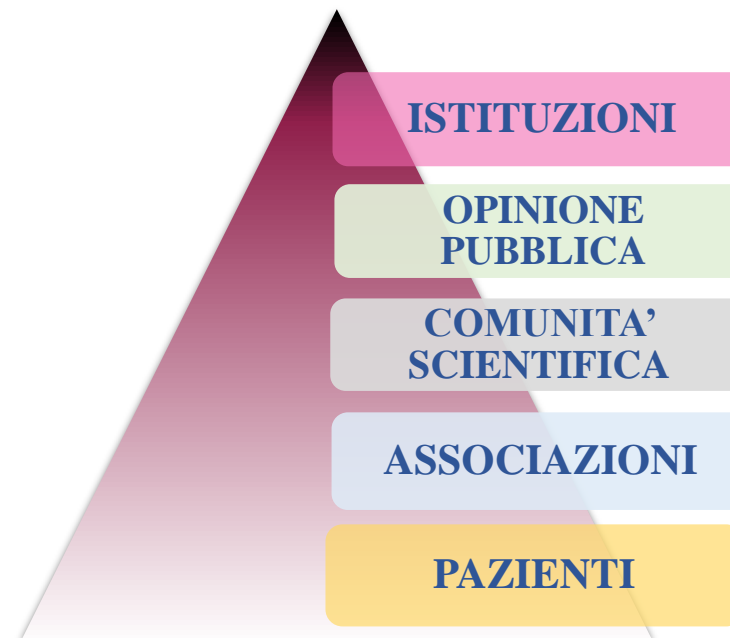 ISTITUZIONI
OPINIONE
PUBBLICA
COMUNITA’
SCIENTIFICA
ASSOCIAZIONI
PAZIENTI